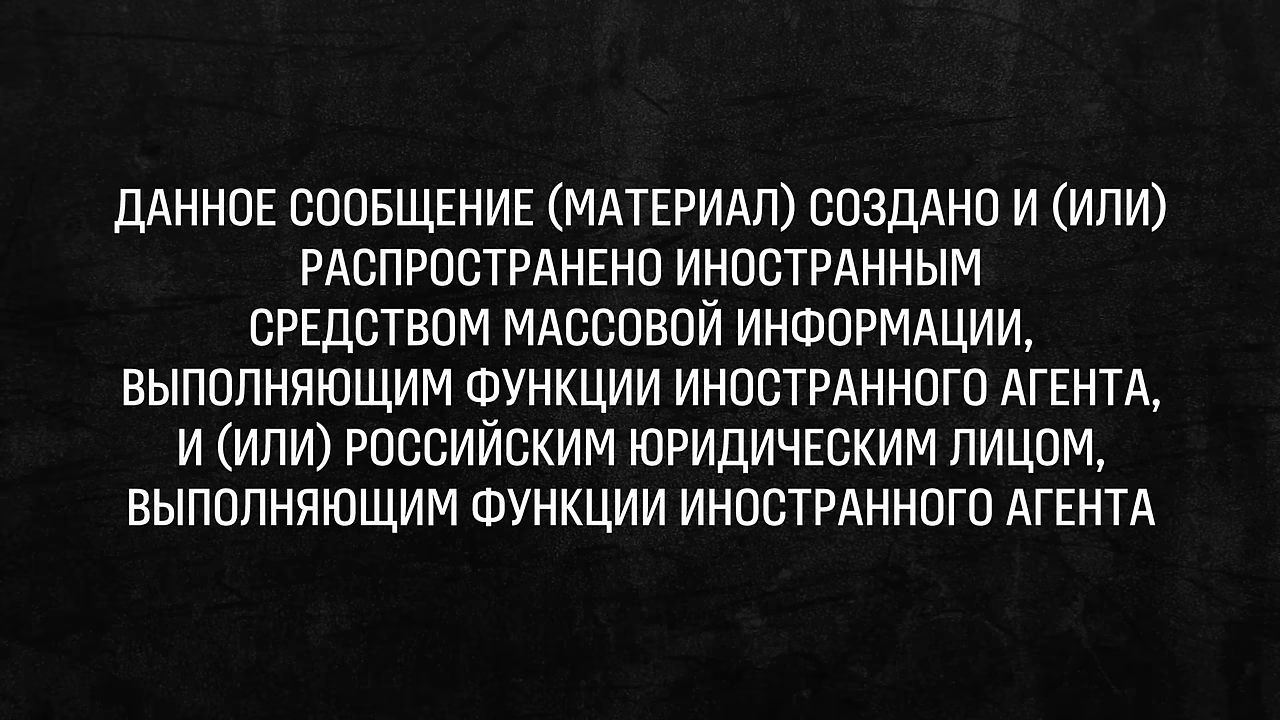 ДАННОЕ СООБЩЕНИЕ (МАТЕРИАЛ) СОЗДАНО И (ИЛИ)
РАСПРОСТРАНЕНО ИНОСТРАННЫМ
СРЕДСТВОМ МАССОВОЙ ИНФОРМАЦИИ,
ВЫПОЛНЯЮЩИМ ФУНКЦИИ ИНОСТРАННОГО АГЕНТА,
И (ИЛИ) РОССИЙСКИМ ЮРИДИЧЕСКИМ ЛИЦОМ,
ВЫПОЛНЯЮЩИМ ФУНКЦИИ ИНОСТРАННОГО АГЕНТА